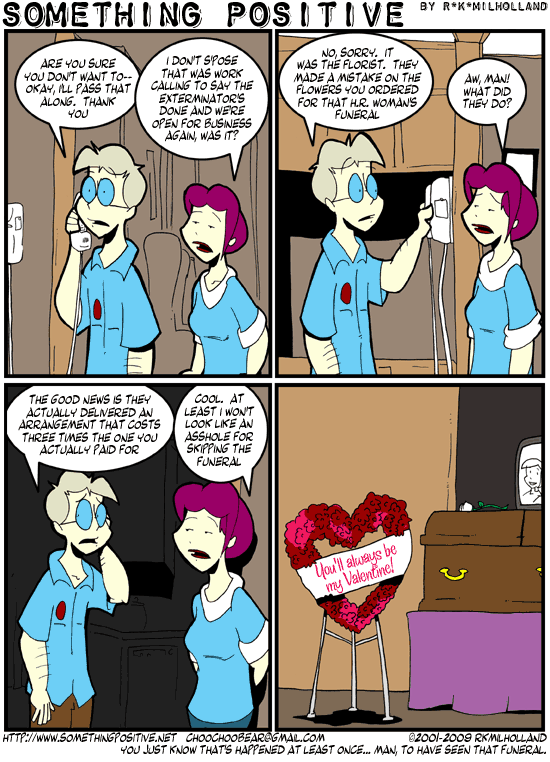 SOMETHING POSITIVE
BY R*K*MILHOLLAND
ARE YOU SURE
YOU DON'T WANT TO--
OKAY, I'LL PASS THAT
ALONG. THANK
YOU
I DON'T S'POSE
THAT WAS WORK
CALLING TO SAY THE
EXTERMINATOR'S
DONE AND WE'RE
OPEN FOR BUSINESS
AGAIN, WAS IT?
NO, SORRY. IT
WAS THE FLORIST. THEY
MADE A MISTAKE ON THE
FLOWERS YOU ORDERED
FOR THAT H.R. WOMAN'S
FUNERAL
AW, MAN!
WHAT DID
THEY DO?
THE GOOD NEWS IS THEY
ACTUALLY DELIVERED AN
ARRANGEMENT THAT COSTS
THREE TIMES THE ONE YOU
ACTUALLY PAID FOR
COOL. AT
LEAST I WON'T
LOOK LIKE AN
ASSHOLE FOR
SKIPPING THE
FUNERAL
You'll always be
my Valentine!
HTTP://WWW.SOMETHINGPOSITIVE.NET CHOOCHOOBEAR@GMAIL.COM ©2001-2009 RKMILHOLLAND
YOU JUST KNOW THAT'S HAPPENED AT LEAST ONCE... MAN, TO HAVE SEEN THAT FUNERAL.